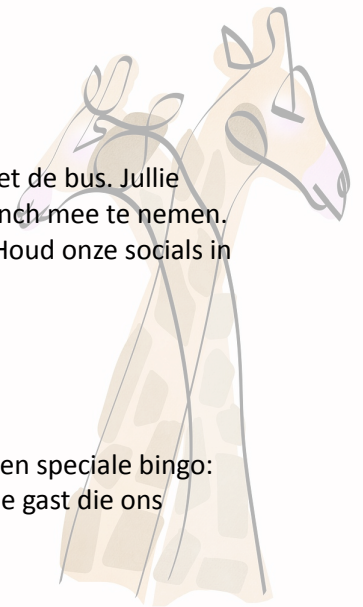 et de bus. Jullie
nch mee te nemen.
Houd onze socials in
en speciale bingo:
e gast die ons